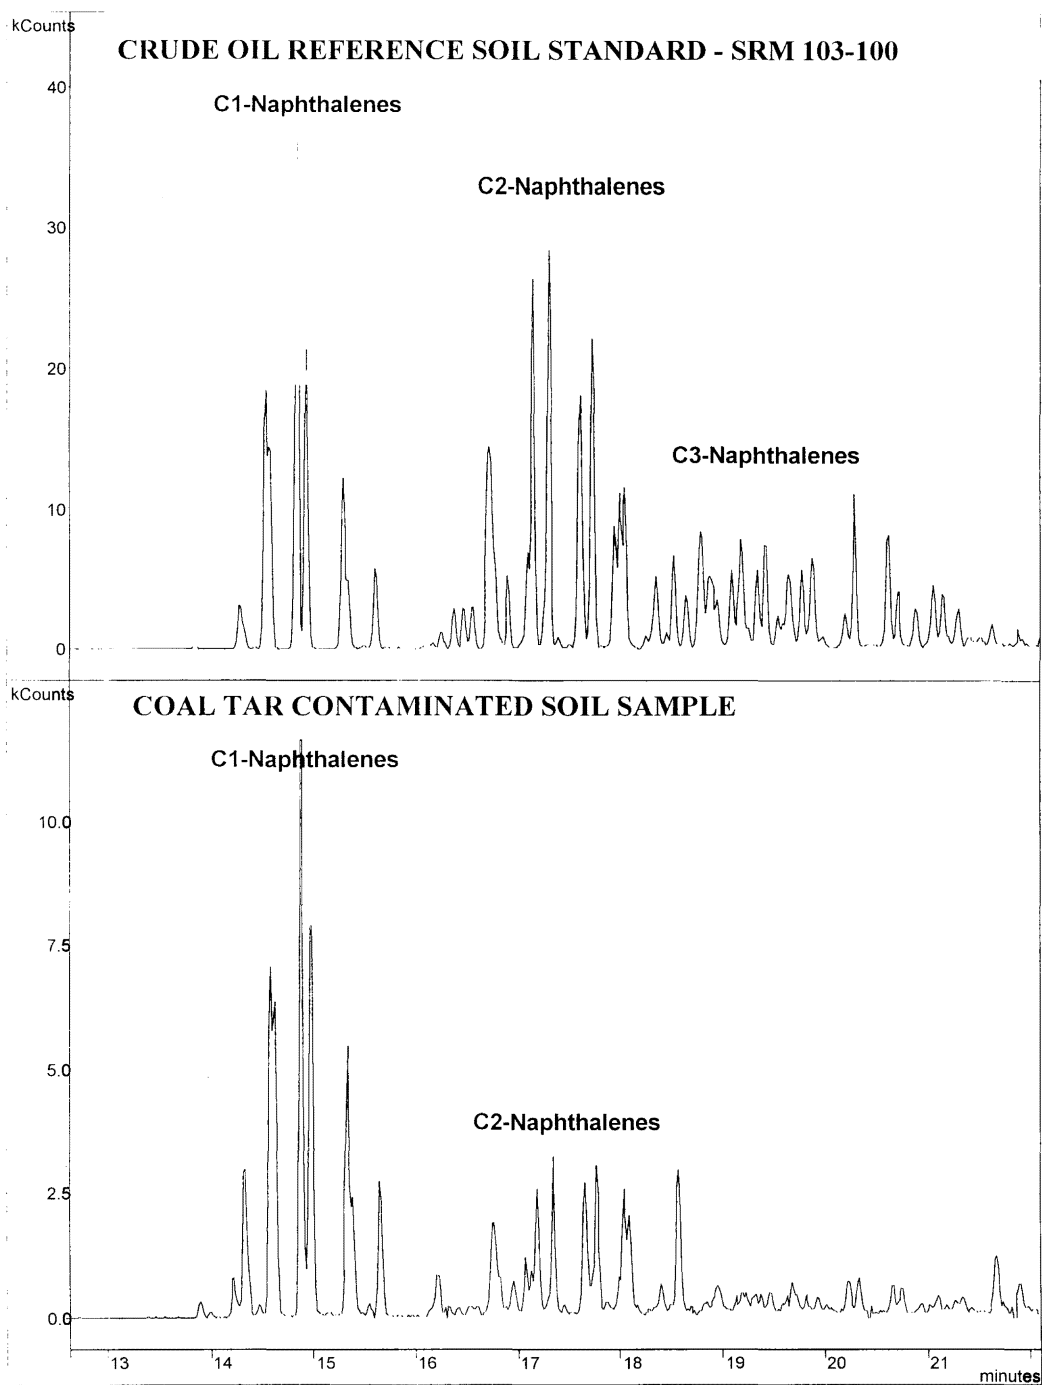 kCounts
CRUDE OIL REFERENCE SOIL STANDARD - SRM 103-100
40
C1-Naphthalenes
C2-Naphthalenes
30
20
C3-Naphthalenes
10
0
kCounts
COAL TAR CONTAMINATED SOIL SAMPLE
C1-Naphthalenes
10.0
7.5
5.0
C2-Naphthalenes
2.5
0.0
13 14 15 16 17 18 19 20 21
minutes